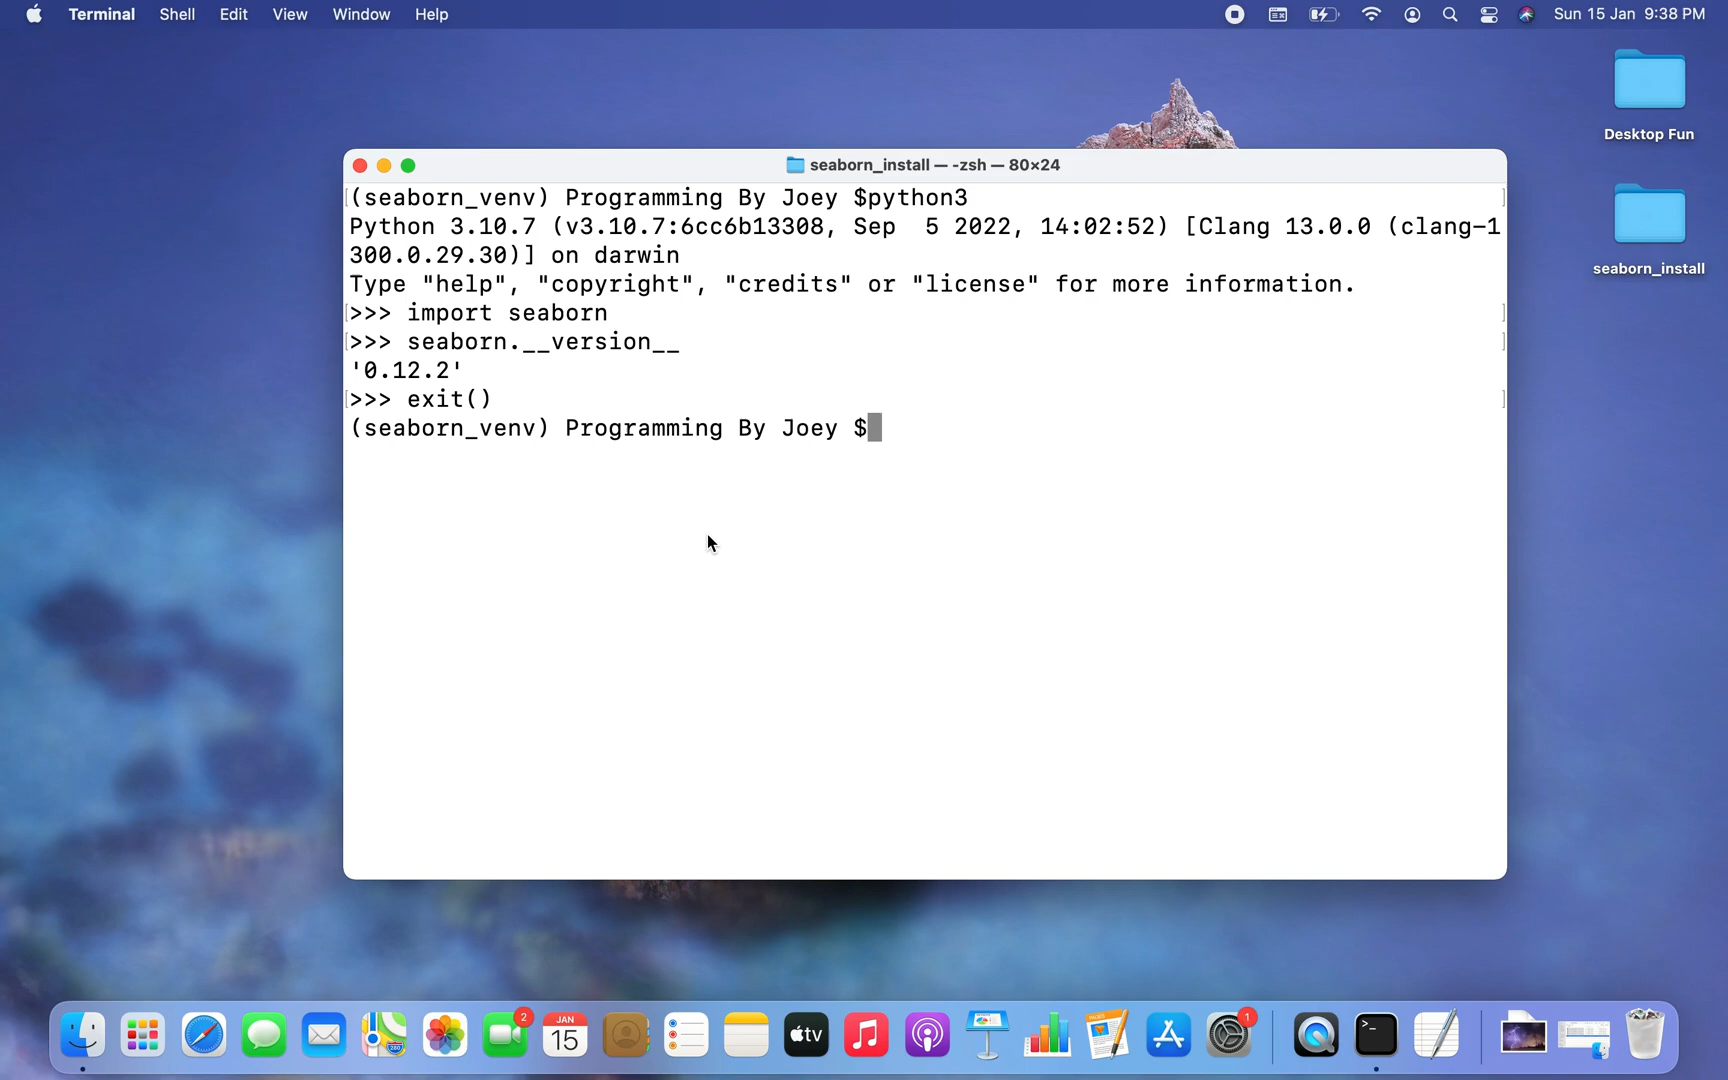 Terminal Shell Edit View Window Help Sun 15 Jan 9:38 PM
Desktop Fun
seaborn_install
seaborn_install — -zsh — 80×24
(seaborn_venv) Programming By Joey $python3
Python 3.10.7 (v3.10.7:6cc6b13308, Sep  5 2022, 14:02:52) [Clang 13.0.0 (clang-1
300.0.29.30)] on darwin
Type "help", "copyright", "credits" or "license" for more information.
>>> import seaborn
>>> seaborn.__version__
'0.12.2'
>>> exit()
(seaborn_venv) Programming By Joey $
2
JAN
15
tv
1
>_